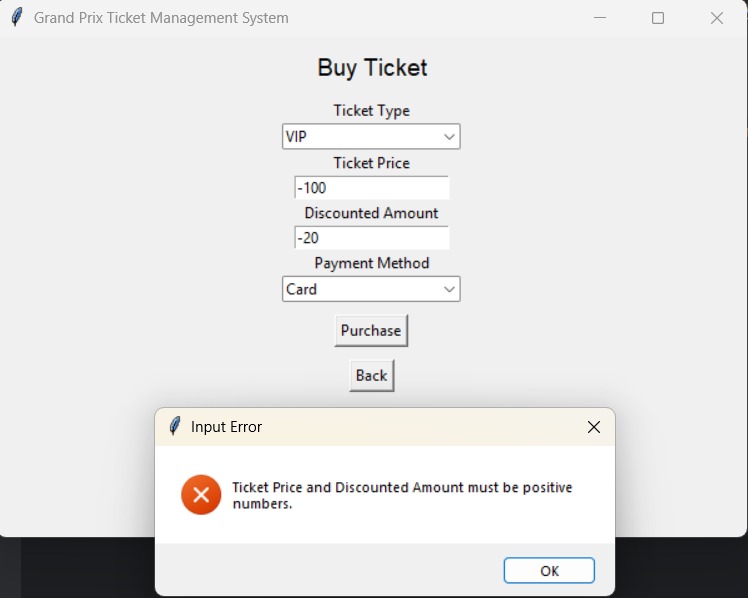 Grand Prix Ticket Management System
Buy Ticket
Ticket Type
VIP
Ticket Price
-100
Discounted Amount
-20
Payment Method
Card
Purchase
Back
Input Error
Ticket Price and Discounted Amount must be positive
numbers.
OK